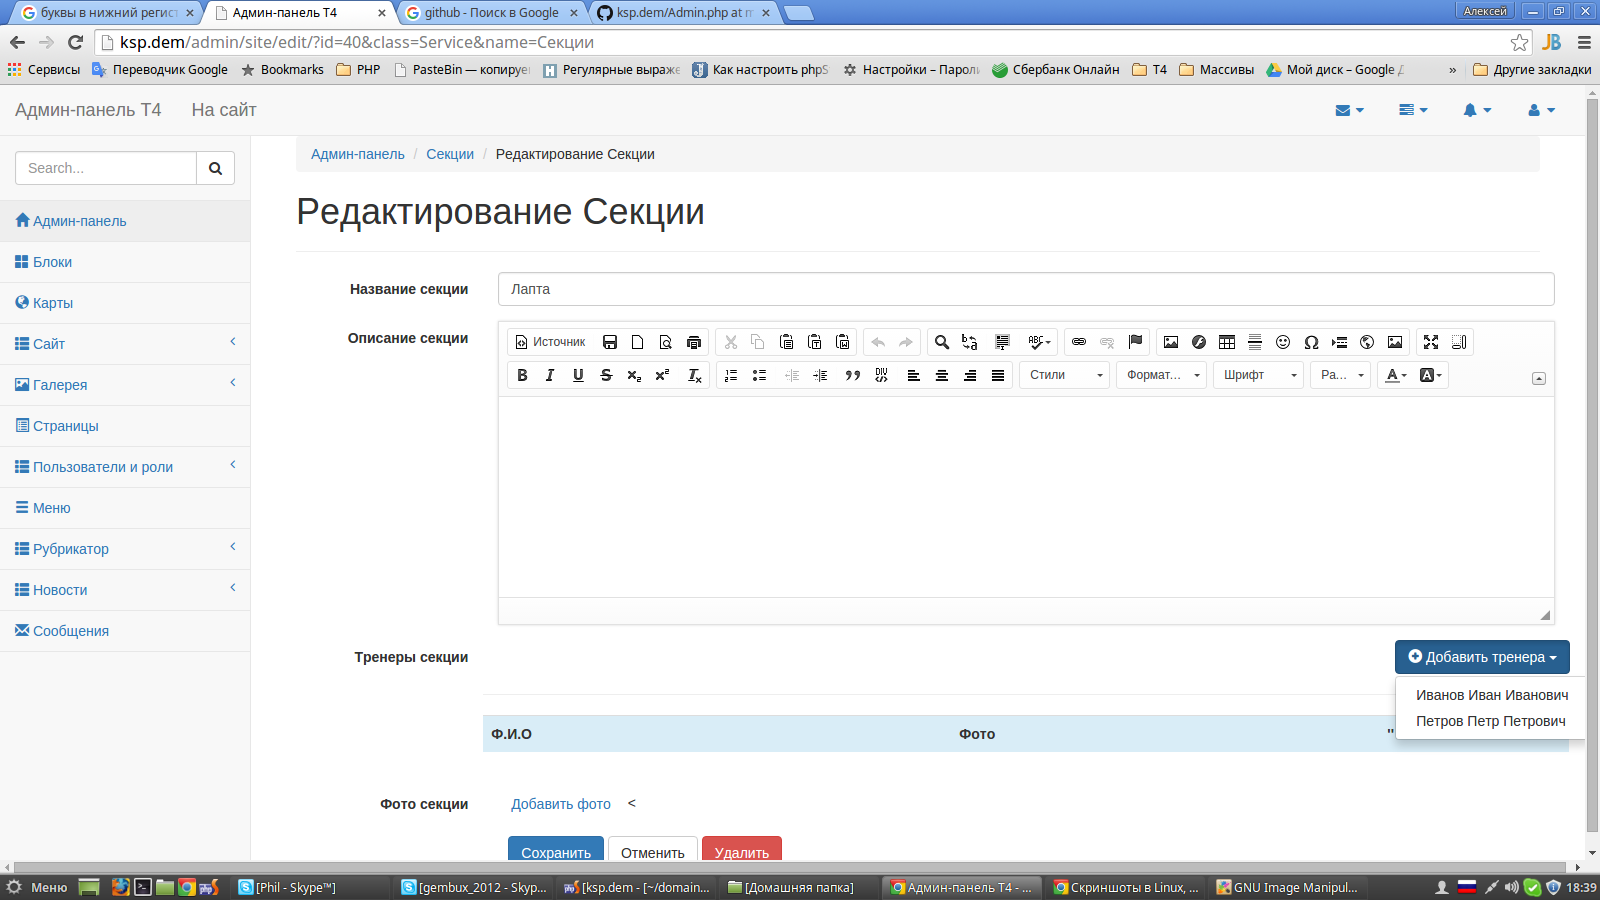 буквы в нижний регист
Админ-панель T4
github - Поиск в Google
ksp.dem/Admin.php at m
Алексей
ksp.dem/admin/site/edit/?id=40&class=Service&name=Секции
Сервисы
Переводчик Google
Bookmarks
PHP
PasteBin — копируе
Регулярные выраже
Как настроить phpS
Настройки – Пароли
Сбербанк Онлайн
T4
Массивы
Мой диск – Google Д
»
Другие закладки
Админ-панель T4
На сайт
Админ-панель / Секции / Редактирование Секции
Search...
Редактирование Секции
Админ-панель
Блоки
Карты
Сайт
Галерея
Страницы
Пользователи и роли
Меню
Рубрикатор
Новости
Сообщения
Название секции
Лапта
Описание секции
Источник
Стили
Формат...
Шрифт
Ра...
Тренеры секции
Добавить тренера
Иванов Иван Иванович
Петров Петр Петрович
Ф.И.О
Фото
"
Фото секции
Добавить фото
<
Сохранить
Отменить
Удалить
Меню
[Phil - Skype™]
[gembux_2012 - Skyp...
[ksp.dem - [~/domain...
[Домашняя папка]
Админ-панель T4 - ...
Скриншоты в Linux, ...
GNU Image Manipul...
18:39